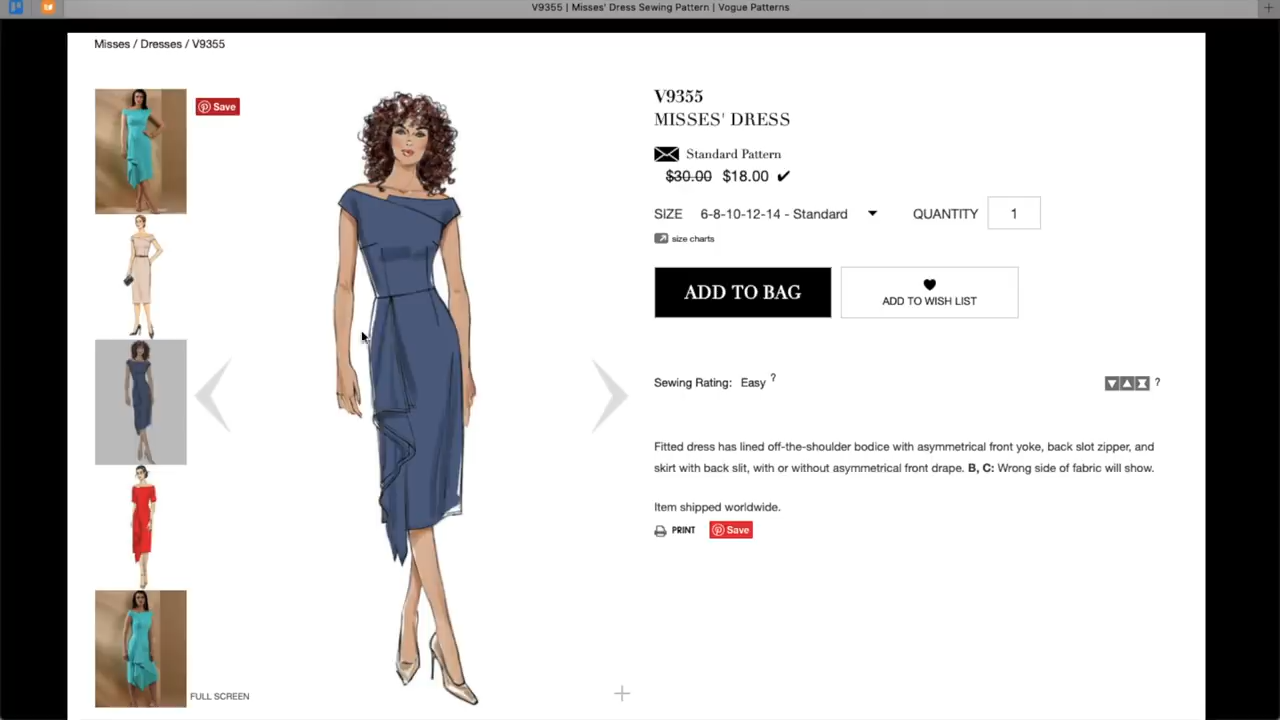 V9355 | Misses' Dress Sewing Pattern | Vogue Patterns
Misses / Dresses / V9355
Save
V9355
MISSES' DRESS
Standard Pattern
$30.00 $18.00 ✔
SIZE 6-8-10-12-14 - Standard QUANTITY 1
size charts
ADD TO BAG
ADD TO WISH LIST
Sewing Rating: Easy ? ?
Fitted dress has lined off-the-shoulder bodice with asymmetrical front yoke, back slot zipper, and
skirt with back slit, with or without asymmetrical front drape. B, C: Wrong side of fabric will show.
Item shipped worldwide.
PRINT Save
FULL SCREEN